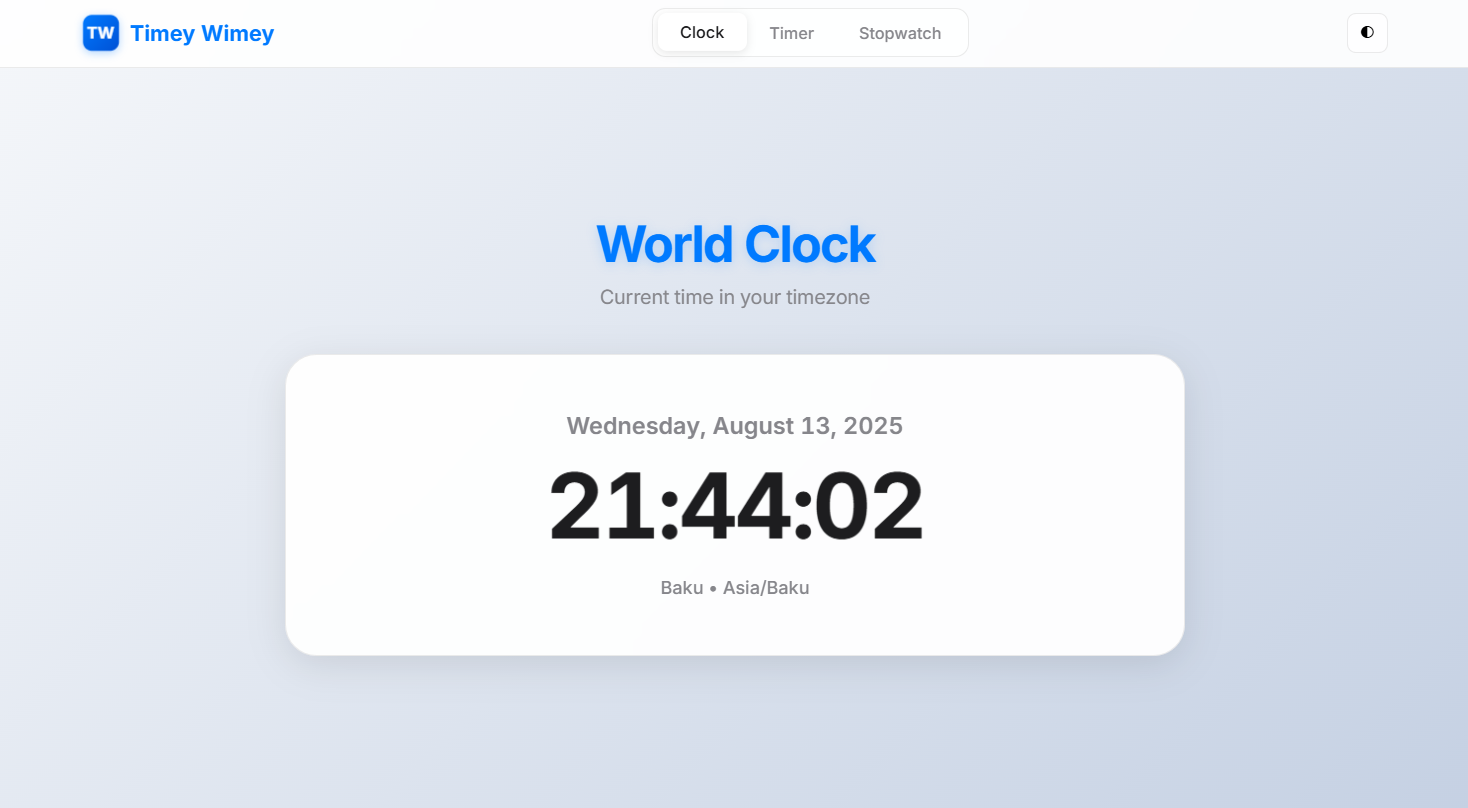 TW Timey Wimey
Clock Timer Stopwatch
World Clock
Current time in your timezone
Wednesday, August 13, 2025
21:44:02
Baku • Asia/Baku